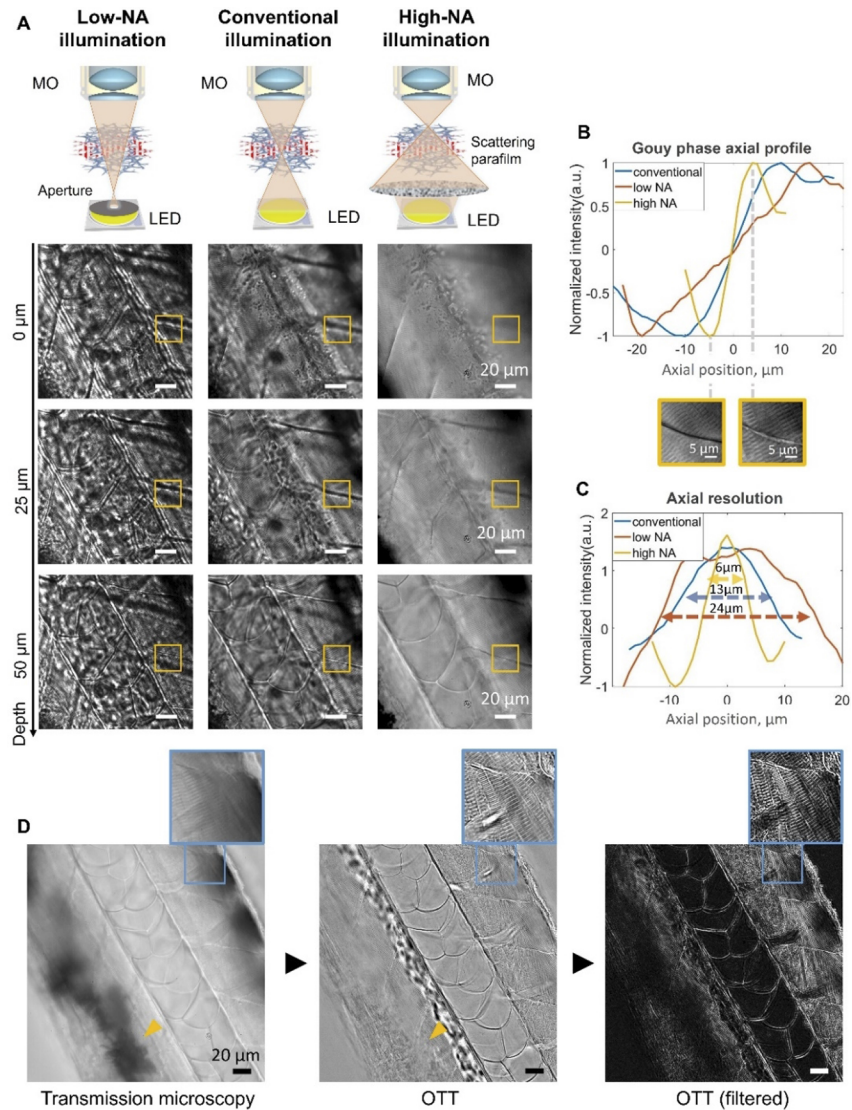 A
Low-NA
illumination
Conventional
illumination
High-NA
illumination
MO
MO
MO
Scattering
parafilm
Aperture
LED
LED
LED
0 µm
20 µm
25 µm
20 µm
50 µm
20 µm
Depth
B
Gouy phase axial profile
conventional
low NA
high NA
Normalized intensity(a.u.)
1
0.5
0
-0.5
-1
-20
-10
0
10
20
Axial position, µm
5 µm
5 µm
C
Axial resolution
conventional
low NA
high NA
Normalized intensity(a.u.)
2
1
0
-1
6µm
13µm
24µm
-10
0
10
20
Axial position, µm
D
20 µm
Transmission microscopy
OTT
OTT (filtered)